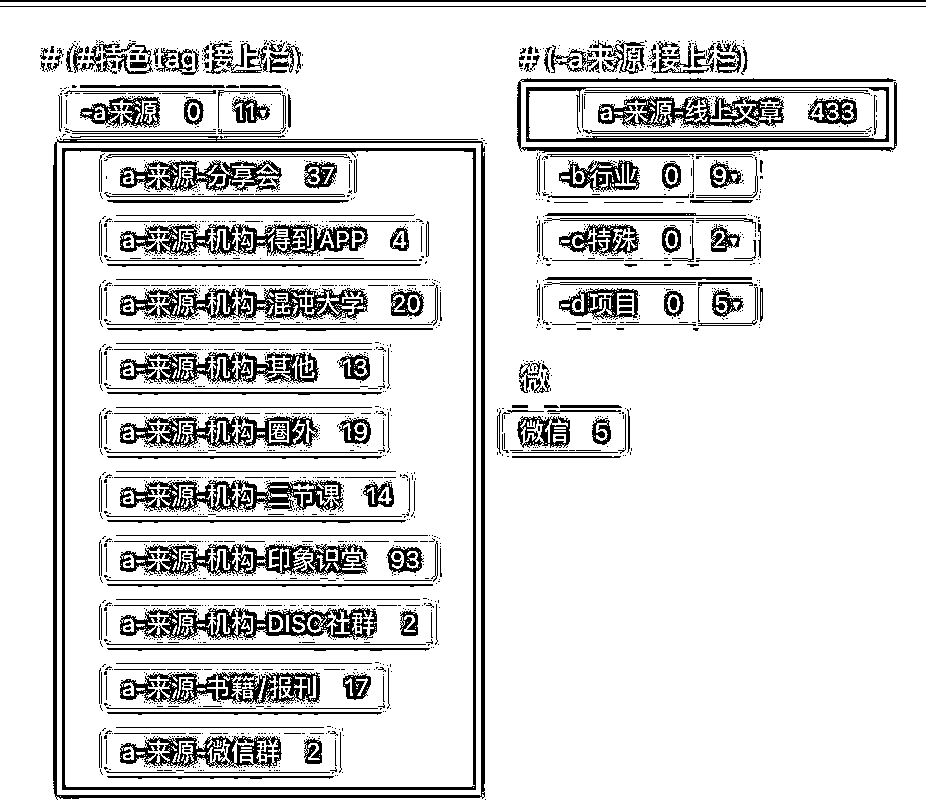 # (#特色tag 接上栏)
-a来源 0 11▾
a-来源-分享会 37
a-来源-机构-得到APP 4
a-来源-机构-混沌大学 20
a-来源-机构-其他 13
a-来源-机构-圈外 19
a-来源-机构-三节课 14
a-来源-机构-印象识堂 93
a-来源-机构-DISC社群 2
a-来源-书籍/报刊 17
a-来源-微信群 2
# (-a来源 接上栏)
a-来源-线上文章 433
-b行业 0 9▾
-c特殊 0 2▾
-d项目 0 5▾
微
微信 5